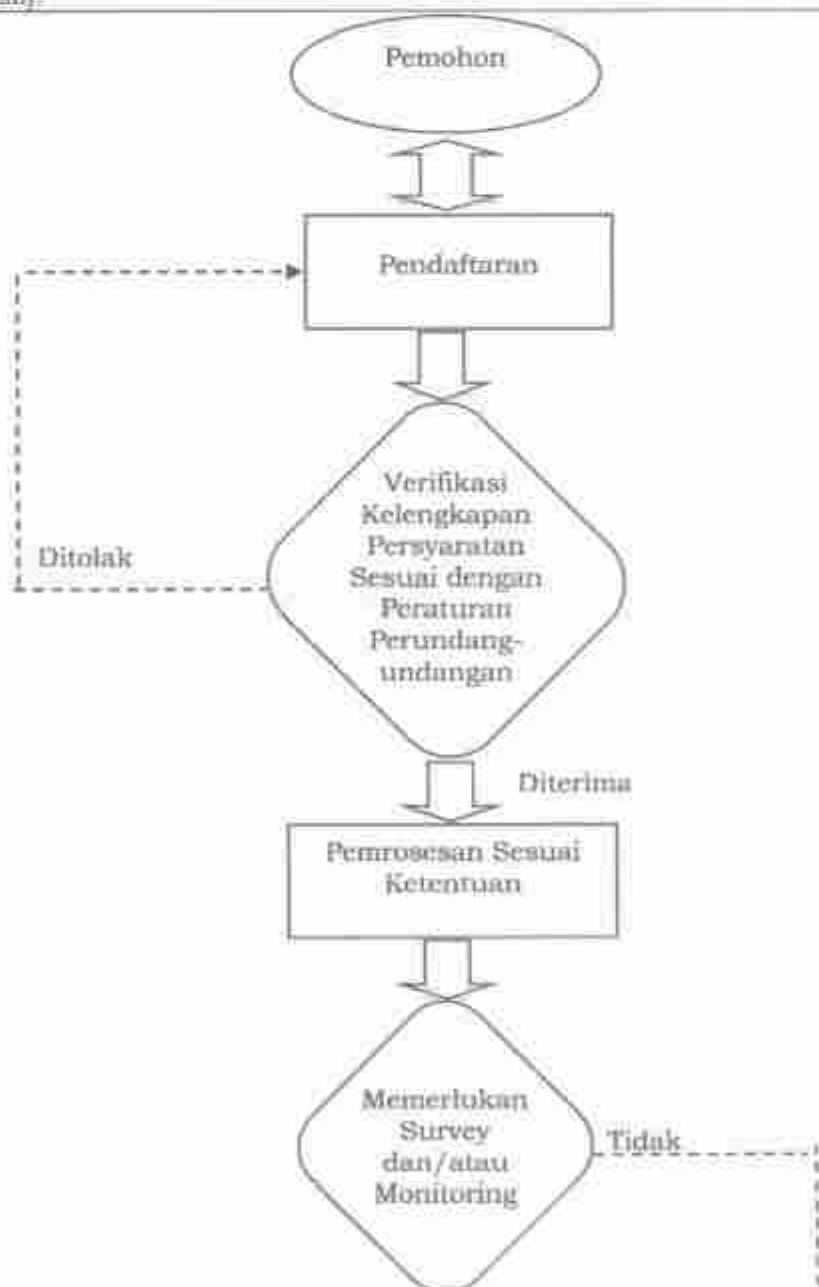 Pemohon
Pendaftaran
Verifikasi
Kelengkapan
Persyaratan
Sesuai dengan
Peraturan
Perundang-
undangan
Ditolak
Diterima
Pemrosesan Sesuai
Ketentuan
Memerlukan
Survey
dan/atau
Monitoring
Tidak